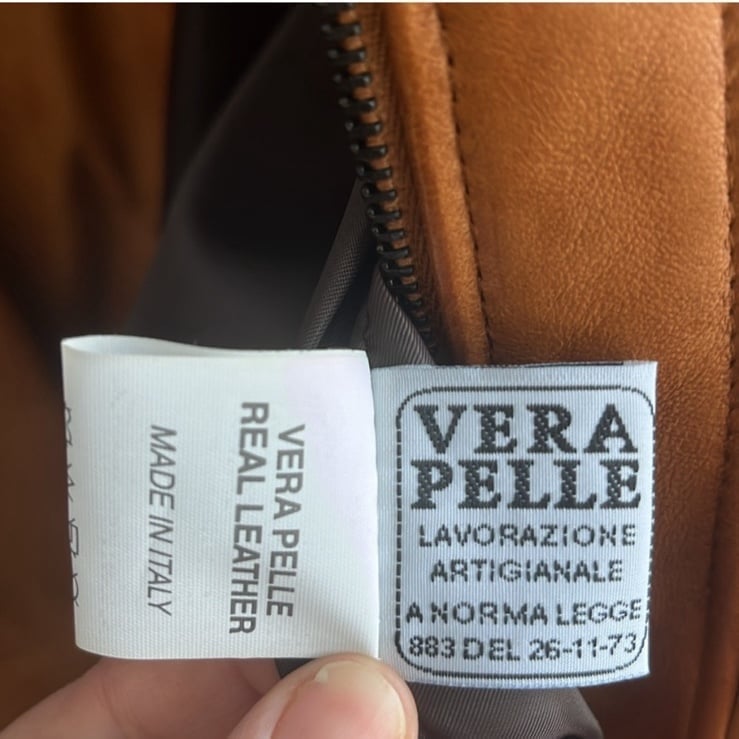 VERA PELLE
REAL LEATHER
MADE IN ITALY
VERA
PELLE
LAVORAZIONE
ARTIGIANALE
A NORMA LEGGE
883 DEL 26-11-73